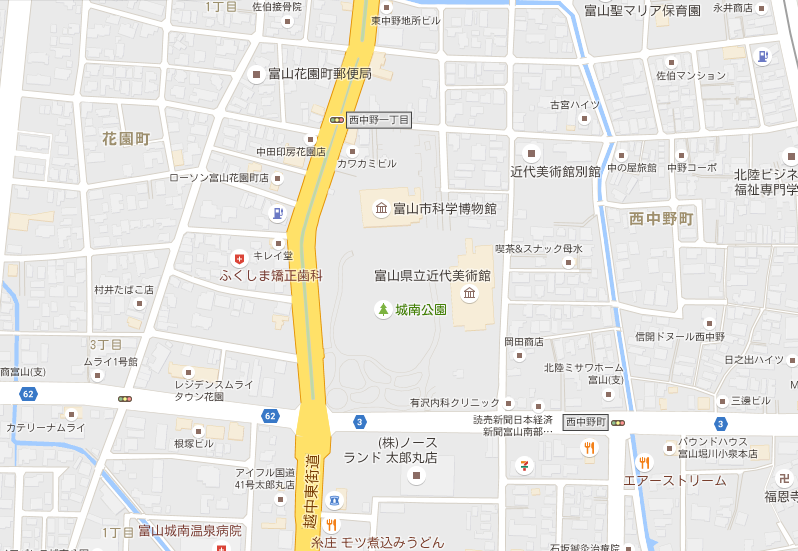 1丁目
佐伯接骨院
東中野地所ビル
富山聖マリア保育園
永井商店
富山花園町郵便局
佐伯マンション
西中野一丁目
古宮ハイツ
花園町
中田印房花園店
カワカミビル
近代美術館別館
中の屋旅館
中野コーポ
ローソン富山花園町店
北陸ビジネ
福祉専門学
富山市科学博物館
西中野町
キレイ堂
喫茶&スナック母水
ふくしま矯正歯科
富山県立近代美術館
村井たばこ店
城南公園
3丁目
岡田商店
信開ドヌール西中野
ムライ1号館
日之出ハイツ
商富山(支)
レジデンスムライ
タウン花園
北陸ミサワホーム
富山(支)
M
62
62
有沢内科クリニック
三邊ビル
カテリーナムライ
3
読売新聞日本経済
新聞富山南部…
西中野町
3
根塚ビル
(株)ノース
ランド 太郎丸店
バウンドハウス
富山堀川小泉本店
アイフル国道
41号太郎丸店
7
エアーストリーム
越中東街道
福恩寺
1丁目
富山城南温泉病院
糸庄 モツ煮込みうどん
石坂鍼灸治療院